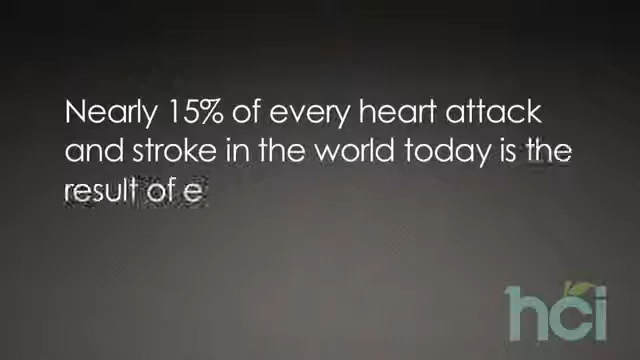 Nearly 15% of every heart attack
and stroke in the world today is the
result of e
hci